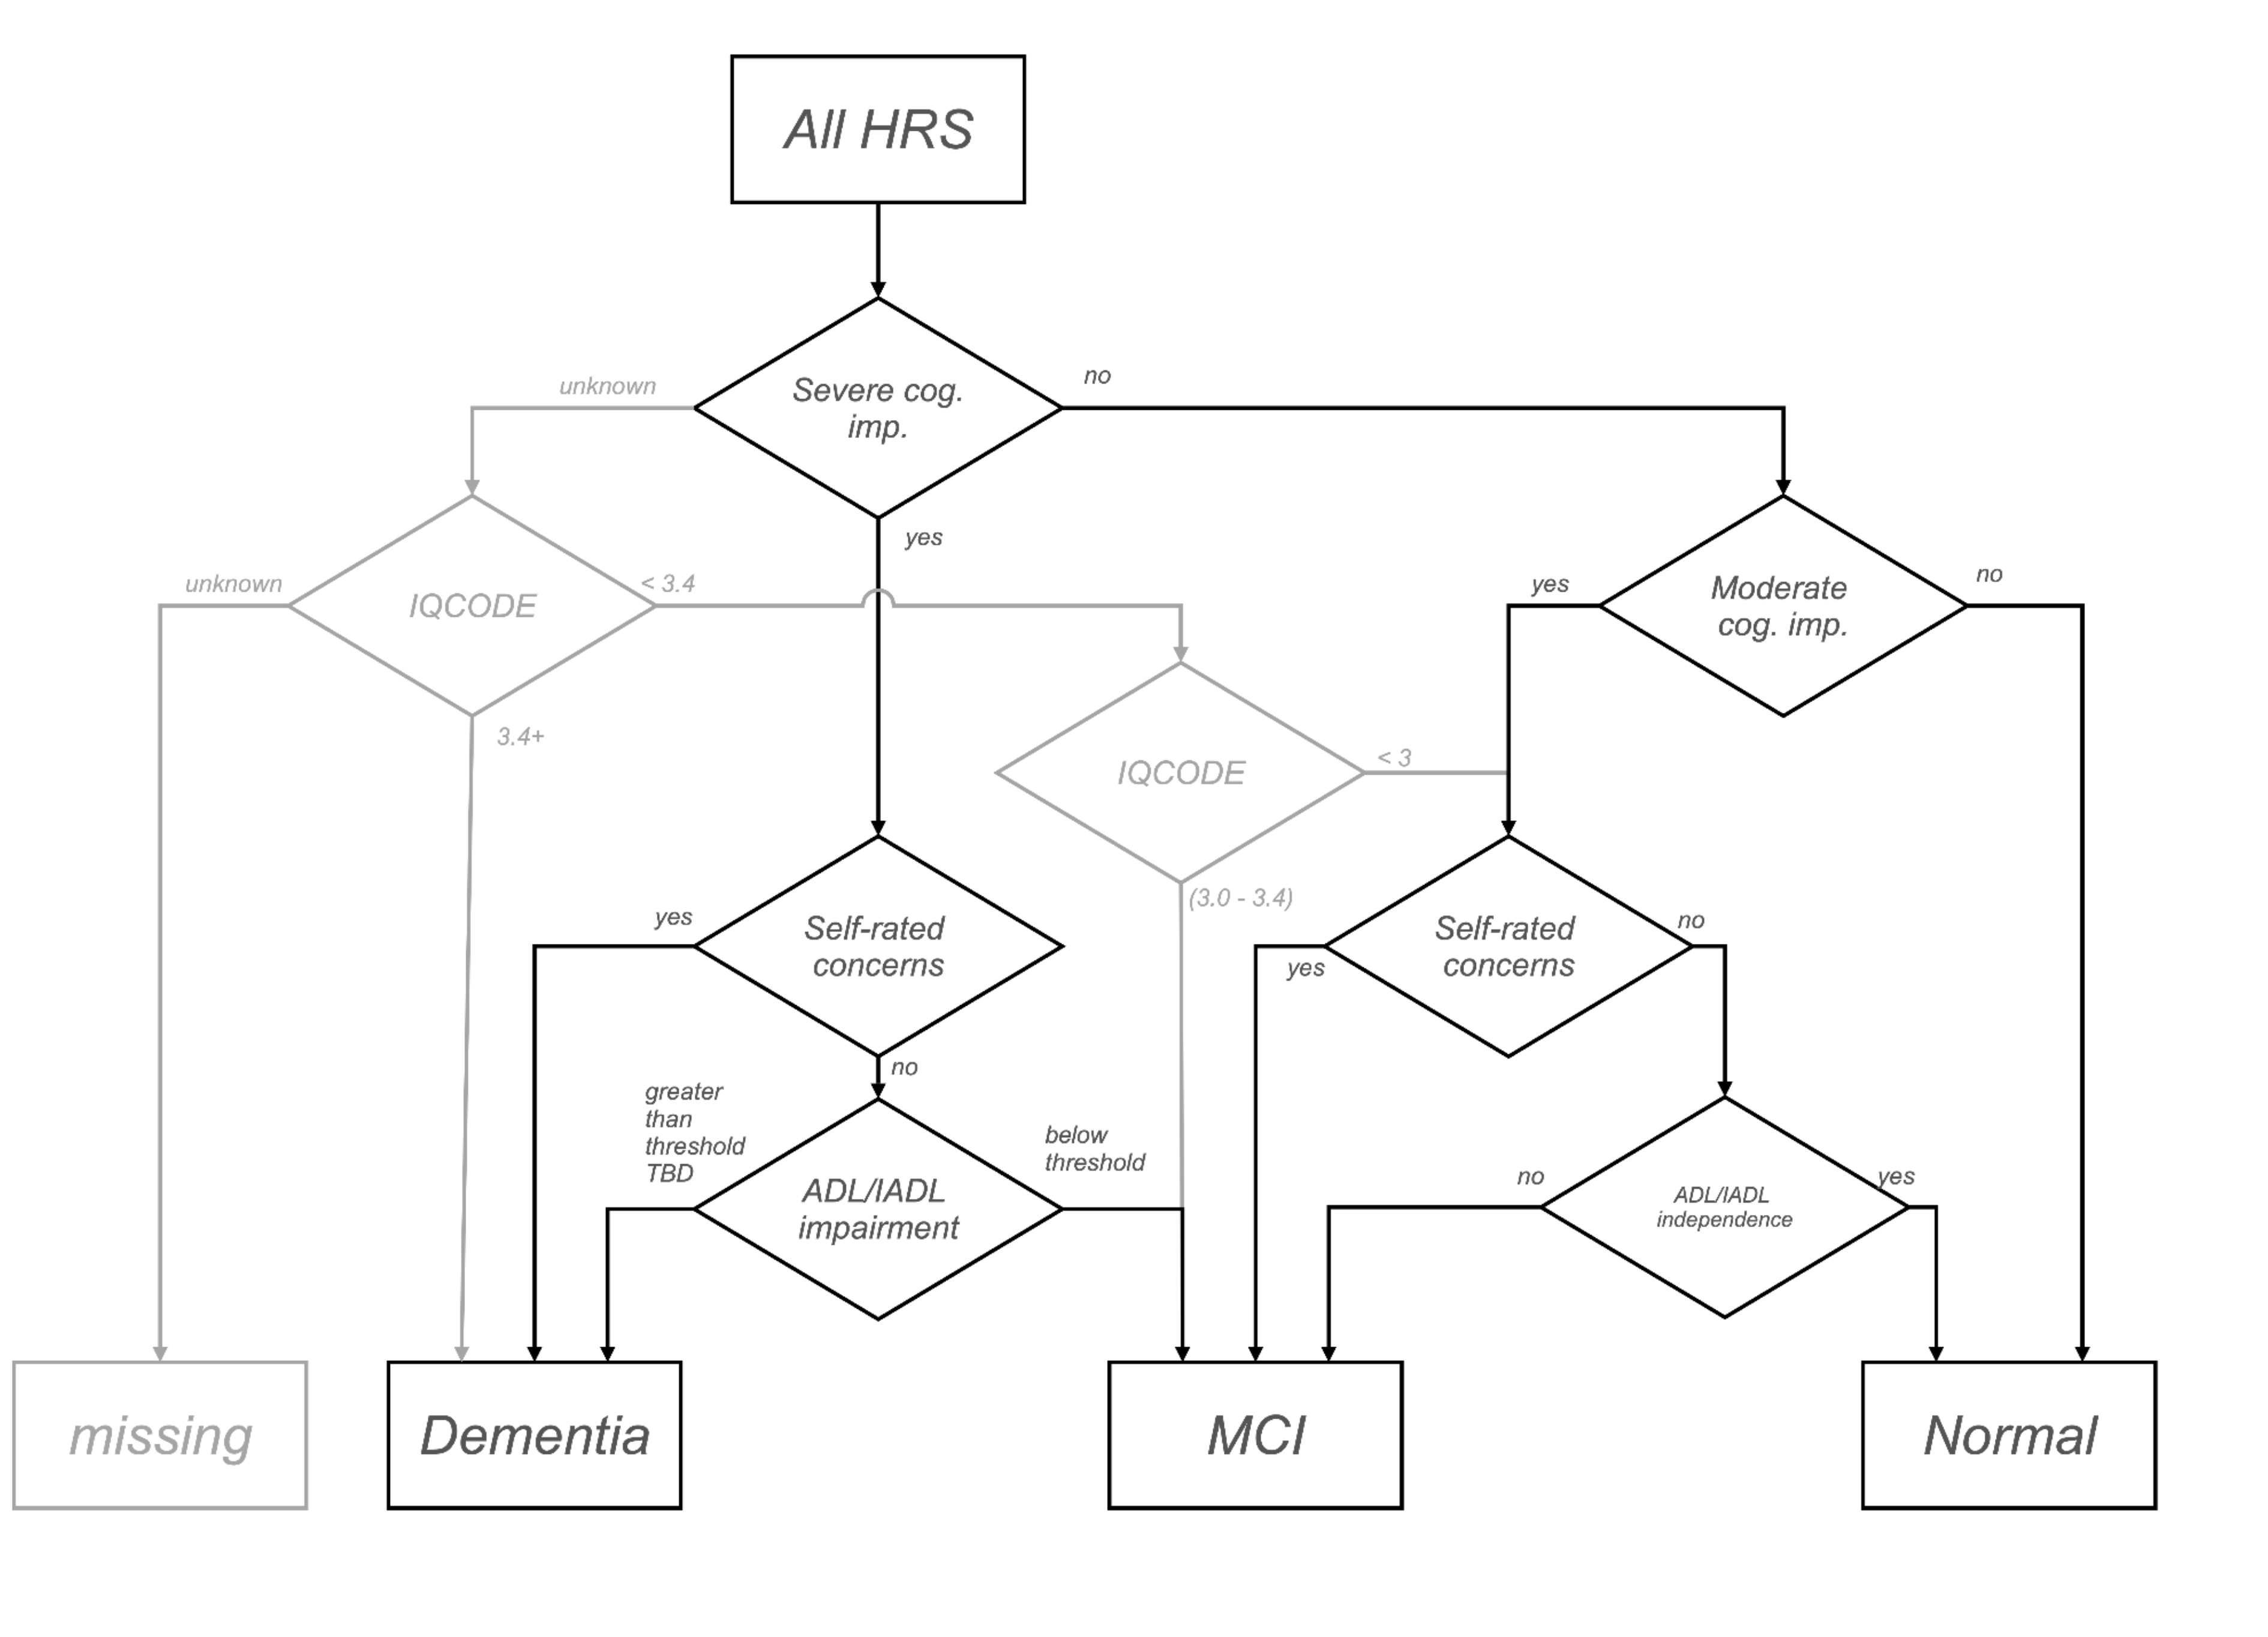 All HRS
unknown
Severe cog.
imp.
no
yes
unknown
IQCODE
< 3.4
3.4+
yes
Moderate
cog. imp.
no
IQCODE
< 3
(3.0 - 3.4)
yes
Self-rated
concerns
no
yes
Self-rated
concerns
no
greater
than
threshold
TBD
ADL/IADL
impairment
below
threshold
no
ADL/IADL
independence
yes
missing
Dementia
MCI
Normal